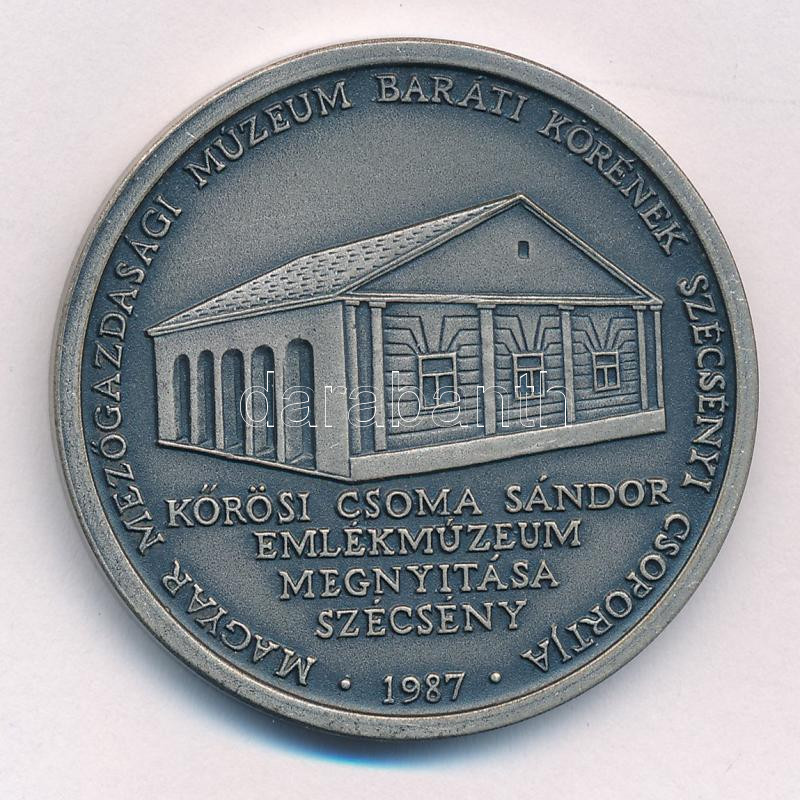 MAGYAR MEZŐGAZDASÁGI MÚZEUM BARÁTI KÖRÉNEK SZÉCSÉNYI CSOPORTJA
KŐRÖSI CSOMA SÁNDOR
EMLÉKMÚZEUM
MEGNYITÁSA
SZÉCSÉNY
· 1987 ·
darabanth